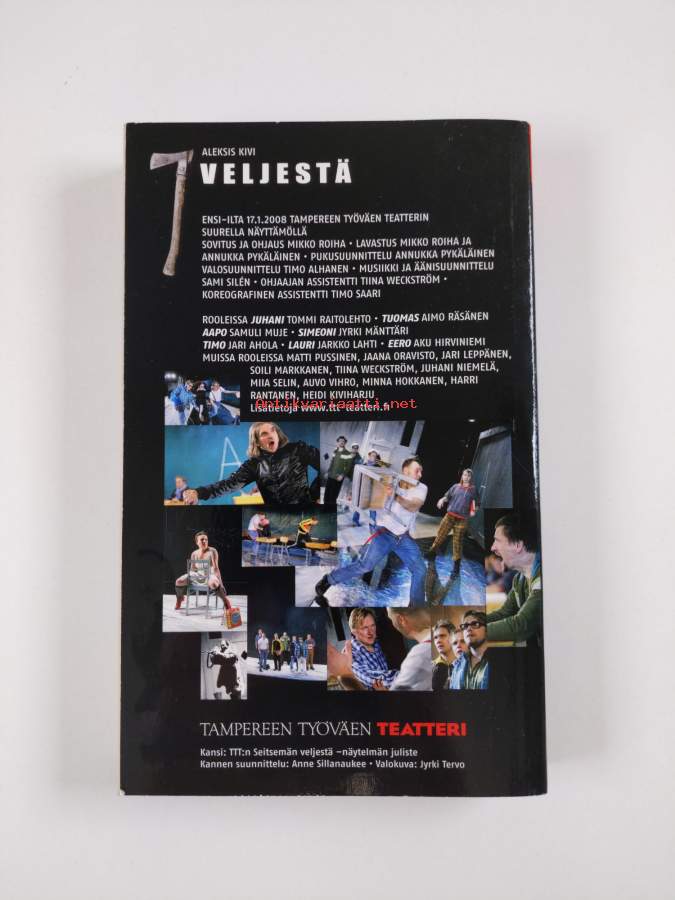 ALEKSIS KIVI
7 VELJESTÄ
ENSI-ILTA 17.1.2008 TAMPEREEN TYÖVÄEN TEATTERIN
SUURELLA NÄYTTÄMÖLLÄ
SOVITUS JA OHJAUS MIKKO ROIHA • LAVASTUS MIKKO ROIHA JA
ANNUKKA PYKÄLÄINEN • PUKUSUUNNITTELU ANNUKKA PYKÄLÄINEN
VALOSUUNNITTELU TIMO ALHANEN • MUSIIKKI JA ÄÄNISUUNNITTELU
SAMI SILÉN • OHJAAJAN ASSISTENTTI TIINA WECKSTRÖM •
KOREOGRAFINEN ASSISTENTTI TIMO SAARI
ROOLEISSA JUHANI TOMMI RAITOLEHTO • TUOMAS AIMO RÄSÄNEN
AAPO SAMULI MUJE • SIMEONI JYRKI MÄNTTÄRI
TIMO JARI AHOLA • LAURI JARKKO LAHTI • EERO AKU HIRVINIEMI
MUISSA ROOLEISSA MATTI PUSSINEN, JAANA ORAVISTO, JARI LEPPÄNEN,
SOILI MARKKANEN, TIINA WECKSTRÖM, JUHANI NIEMELÄ,
MIIA SELIN, AUVO VIHRO, MINNA HOKKANEN, HARRI
RANTANEN, HEIDI KIVIHARJU
Antikvariaatti.net
Lisätietoja www.ttt-teatteri.fi
A
TAMPEREEN TYÖVÄEN TEATTERI
Kansi: TTT:n Seitsemän veljestä -näytelmän juliste
Kannen suunnittelu: Anne Sillanaukee • Valokuva: Jyrki Tervo